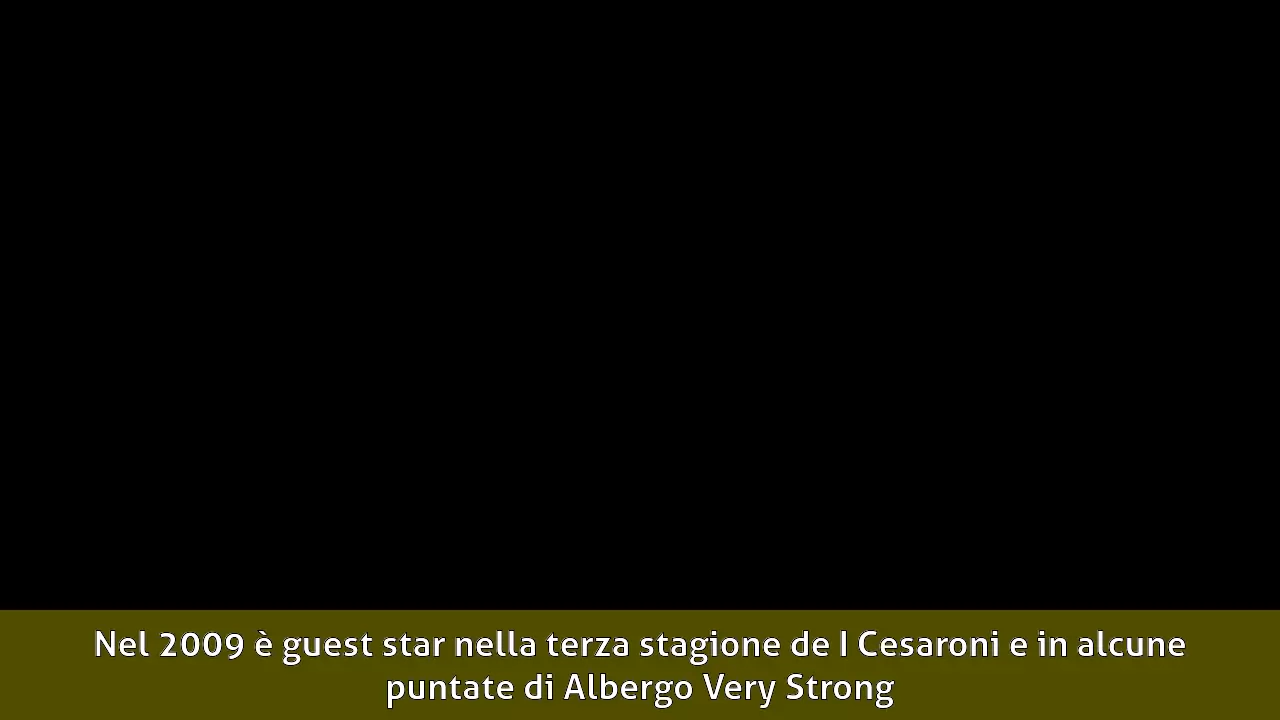 Nel 2009 è guest star nella terza stagione de I Cesaroni e in alcune
puntate di Albergo Very Strong